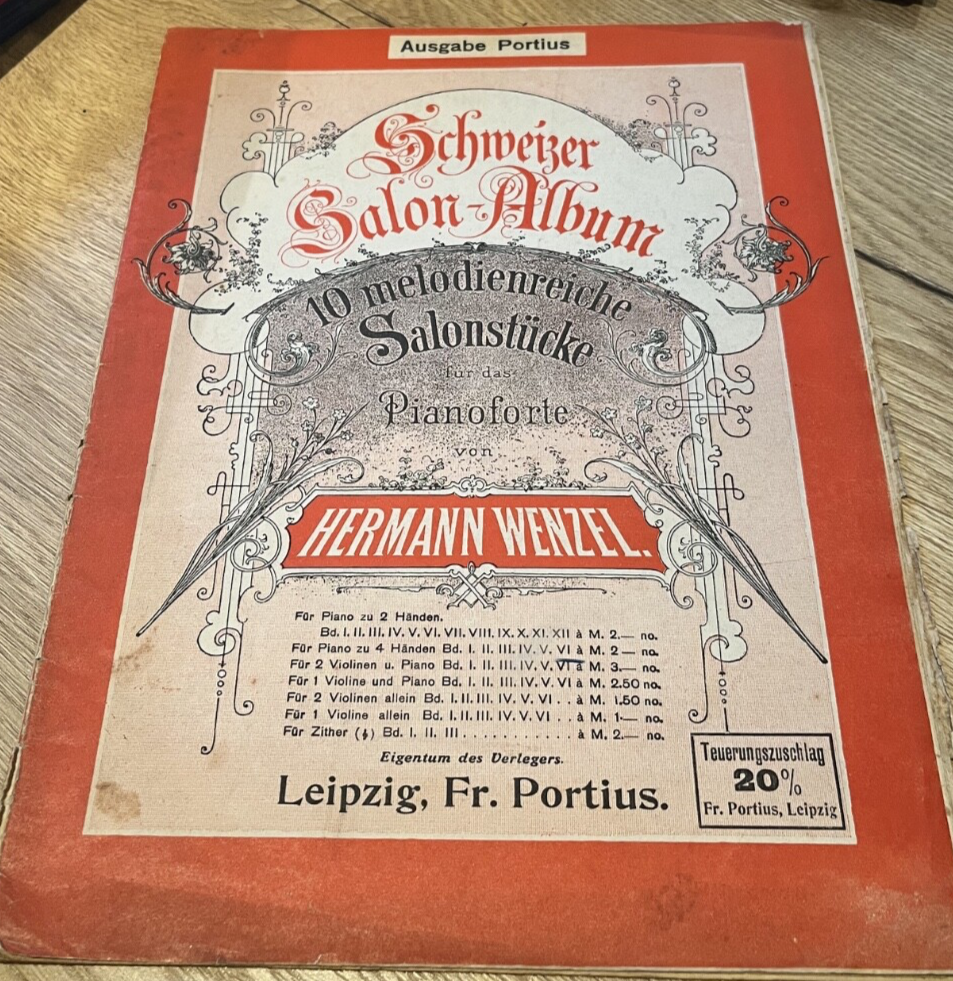 Ausgabe Portius
Schweizer
Salon-Album
10 melodienreiche
Salonstücke
für das
Pianoforte
von
HERMANN WENZEL.
Für Piano zu 2 Händen.
Bd. I. II. III. IV. V. VI. VII. VIII. IX. X. XI. XII à M. 2.— no.
Für Piano zu 4 Händen Bd. I. II. III. IV. V. VI à M. 2 — no.
Für 2 Violinen u. Piano Bd. I. II. III. IV. V. VI à M. 3.— no.
Für 1 Violine und Piano Bd. I. II. III. IV. V. VI à M. 2.50 no.
Für 2 Violinen allein Bd. I. II. III. IV. V. VI . . à M. 1.50 no.
Für 1 Violine allein Bd. I. II. III. IV. V. VI . . à M. 1.— no.
Für Zither (𝄞) Bd. I. II. III . . . . . . . . . . . à M. 2.— no.
Eigentum des Verlegers.
Leipzig, Fr. Portius.
Teuerungszuschlag
20%
Fr. Portius, Leipzig